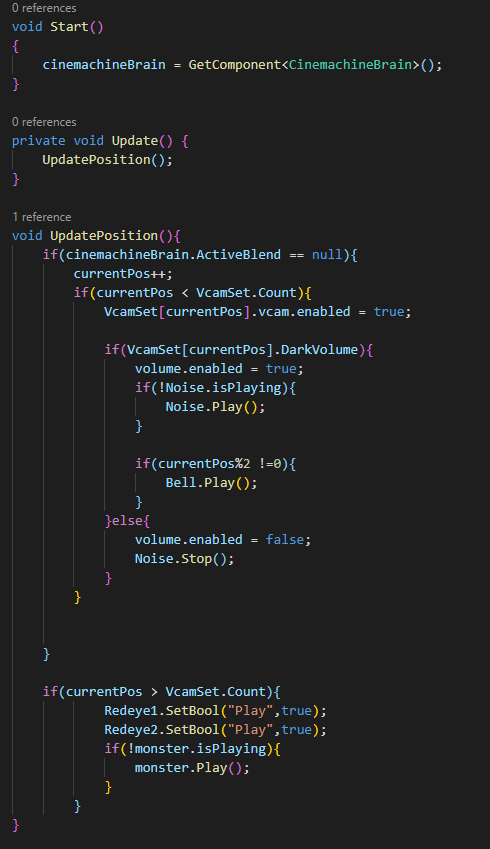 0 references
void Start()
{
cinemachineBrain = GetComponent<CinemachineBrain>();
}
0 references
private void Update() {
UpdatePosition();
}
1 reference
void UpdatePosition(){
if(cinemachineBrain.ActiveBlend == null){
currentPos++;
if(currentPos < VcamSet.Count){
VcamSet[currentPos].vcam.enabled = true;
if(VcamSet[currentPos].DarkVolume){
volume.enabled = true;
if(!Noise.isPlaying){
Noise.Play();
}
if(currentPos%2 !=0){
Bell.Play();
}
}else{
volume.enabled = false;
Noise.Stop();
}
}
}
if(currentPos > VcamSet.Count){
Redeye1.SetBool("Play",true);
Redeye2.SetBool("Play",true);
if(!monster.isPlaying){
monster.Play();
}
}
}